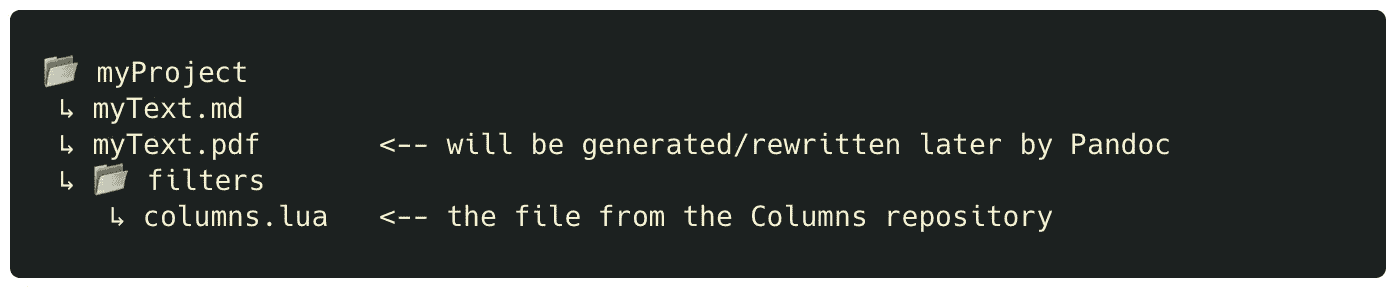 📂 myProject
↳ myText.md
↳ myText.pdf <-- will be generated/rewritten later by Pandoc
↳ 📂 filters
↳ columns.lua <-- the file from the Columns repository